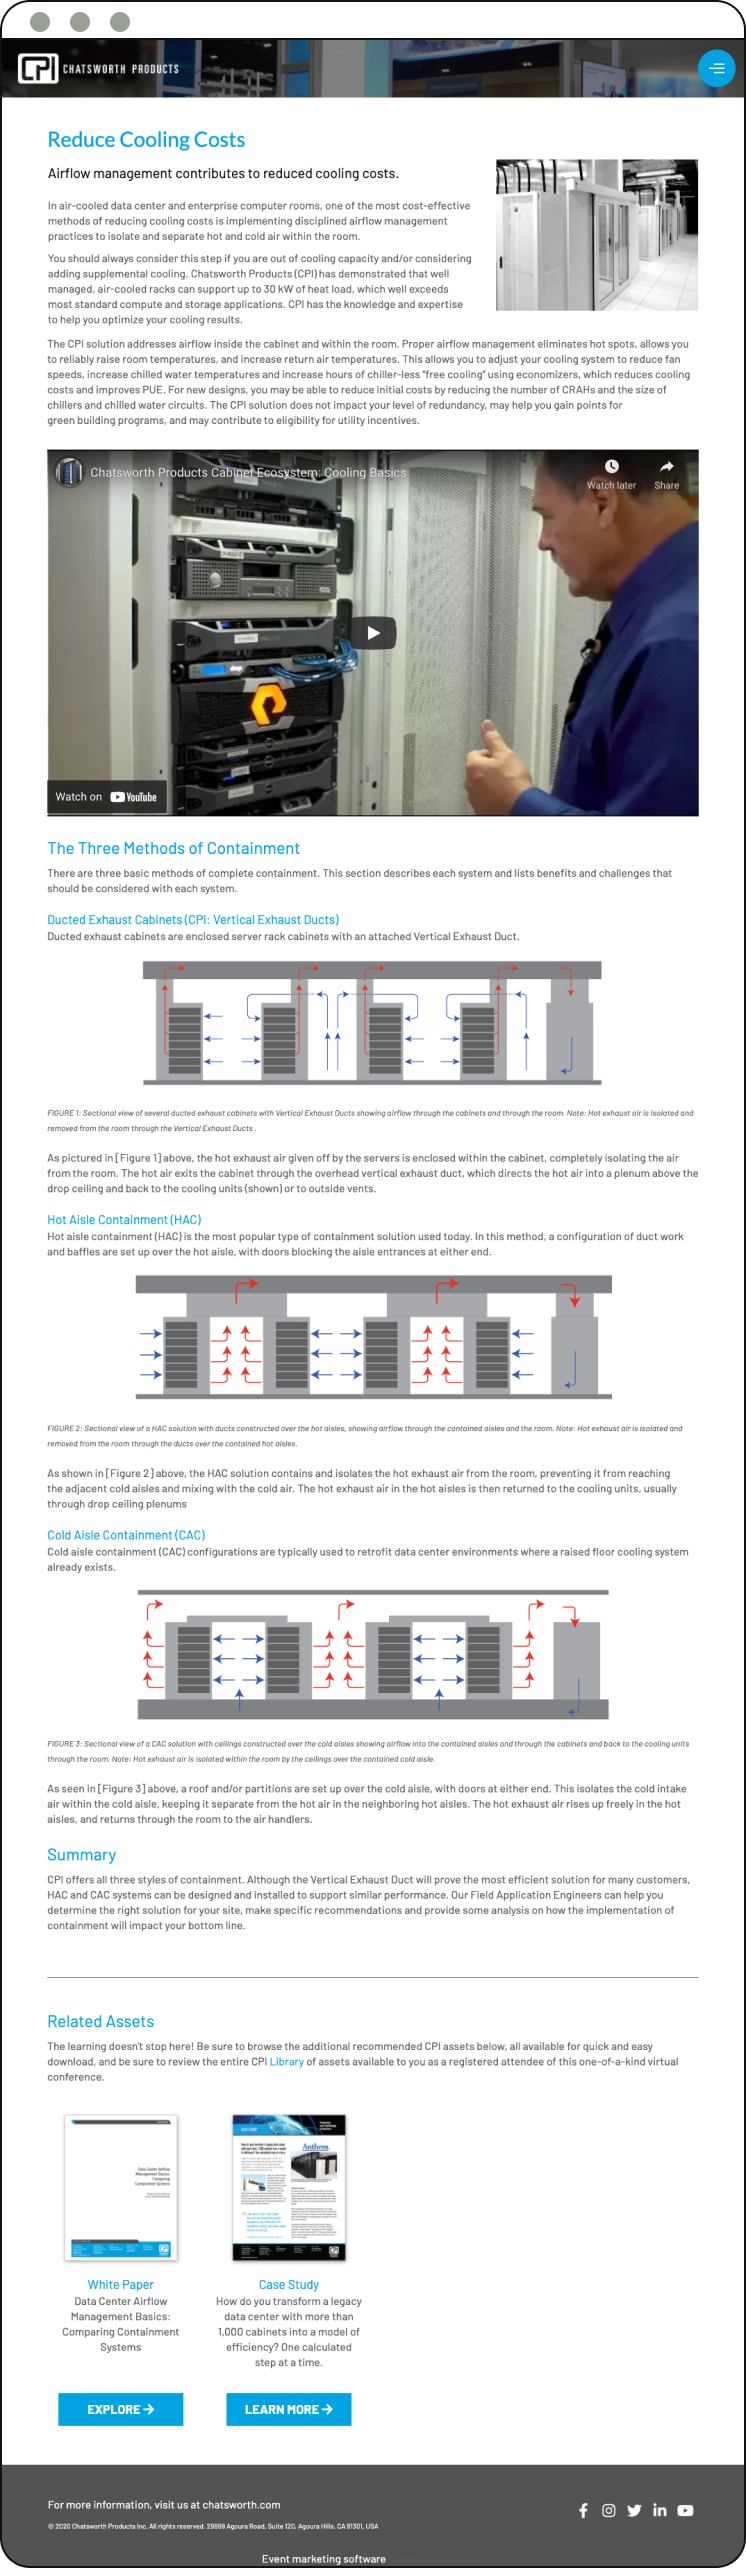 CPI CHATSWORTH PRODUCTS
Reduce Cooling Costs
Airflow management contributes to reduced cooling costs.
In air-cooled data center and enterprise computer rooms, one of the most cost-effective
methods of reducing cooling costs is implementing disciplined airflow management
practices to isolate and separate hot and cold air within the room.
You should always consider this step if you are out of cooling capacity and/or considering
adding supplemental cooling. Chatsworth Products (CPI) has demonstrated that well
managed, air-cooled racks can support up to 30 kW of heat load, which well exceeds
most standard compute and storage applications. CPI has the knowledge and expertise
to help you optimize your cooling results.
The CPI solution addresses airflow inside the cabinet and within the room. Proper airflow management eliminates hot spots, allows you
to reliably raise room temperatures, and increase return air temperatures. This allows you to adjust your cooling system to reduce fan
speeds, increase chilled water temperatures and increase hours of chiller-less "free cooling" using economizers, which reduces cooling
costs and improves PUE. For new designs, you may be able to reduce initial costs by reducing the number of CRAHs and the size of
chillers and chilled water circuits. The CPI solution does not impact your level of redundancy, may help you gain points for
green building programs, and may contribute to eligibility for utility incentives.
Chatsworth Products Cabinet Ecosystem: Cooling Basics
Watch later
Share
Watch on YouTube
The Three Methods of Containment
There are three basic methods of complete containment. This section describes each system and lists benefits and challenges that
should be considered with each system.
Ducted Exhaust Cabinets (CPI: Vertical Exhaust Ducts)
Ducted exhaust cabinets are enclosed server rack cabinets with an attached Vertical Exhaust Duct.
FIGURE 1: Sectional view of several ducted exhaust cabinets with Vertical Exhaust Ducts showing airflow through the cabinets and through the room. Note: Hot exhaust air is isolated and
removed from the room through the Vertical Exhaust Ducts .
As pictured in [Figure 1] above, the hot exhaust air given off by the servers is enclosed within the cabinet, completely isolating the air
from the room. The hot air exits the cabinet through the overhead vertical exhaust duct, which directs the hot air into a plenum above the
drop ceiling and back to the cooling units (shown) or to outside vents.
Hot Aisle Containment (HAC)
Hot aisle containment (HAC) is the most popular type of containment solution used today. In this method, a configuration of duct work
and baffles are set up over the hot aisle, with doors blocking the aisle entrances at either end.
FIGURE 2: Sectional view of a HAC solution with ducts constructed over the hot aisles, showing airflow through the contained aisles and the room. Note: Hot exhaust air is isolated and
removed from the room through the ducts over the contained hot aisles.
As shown in [Figure 2] above, the HAC solution contains and isolates the hot exhaust air from the room, preventing it from reaching
the adjacent cold aisles and mixing with the cold air. The hot exhaust air in the hot aisles is then returned to the cooling units, usually
through drop ceiling plenums
Cold Aisle Containment (CAC)
Cold aisle containment (CAC) configurations are typically used to retrofit data center environments where a raised floor cooling system
already exists.
FIGURE 3: Sectional view of a CAC solution with ceilings constructed over the cold aisles showing airflow into the contained aisles and through the cabinets and back to the cooling units
through the room. Note: Hot exhaust air is isolated within the room by the ceilings over the contained cold aisle.
As seen in [Figure 3] above, a roof and/or partitions are set up over the cold aisle, with doors at either end. This isolates the cold intake
air within the cold aisle, keeping it separate from the hot air in the neighboring hot aisles. The hot exhaust air rises up freely in the hot
aisles, and returns through the room to the air handlers.
Summary
CPI offers all three styles of containment. Although the Vertical Exhaust Duct will prove the most efficient solution for many customers,
HAC and CAC systems can be designed and installed to support similar performance. Our Field Application Engineers can help you
determine the right solution for your site, make specific recommendations and provide some analysis on how the implementation of
containment will impact your bottom line.
Related Assets
The learning doesn't stop here! Be sure to browse the additional recommended CPI assets below, all available for quick and easy
download, and be sure to review the entire CPI Library of assets available to you as a registered attendee of this one-of-a-kind virtual
conference.
Data Center Airflow
Management Basics:
Comparing
Containment Systems
Anthem
White Paper
Data Center Airflow
Management Basics:
Comparing Containment
Systems
EXPLORE
Case Study
How do you transform a legacy
data center with more than
1,000 cabinets into a model of
efficiency? One calculated
step at a time.
LEARN MORE
For more information, visit us at chatsworth.com
© 2020 Chatsworth Products Inc. All rights reserved. 29899 Agoura Road, Suite 120, Agoura Hills, CA 91301, USA
Event marketing software